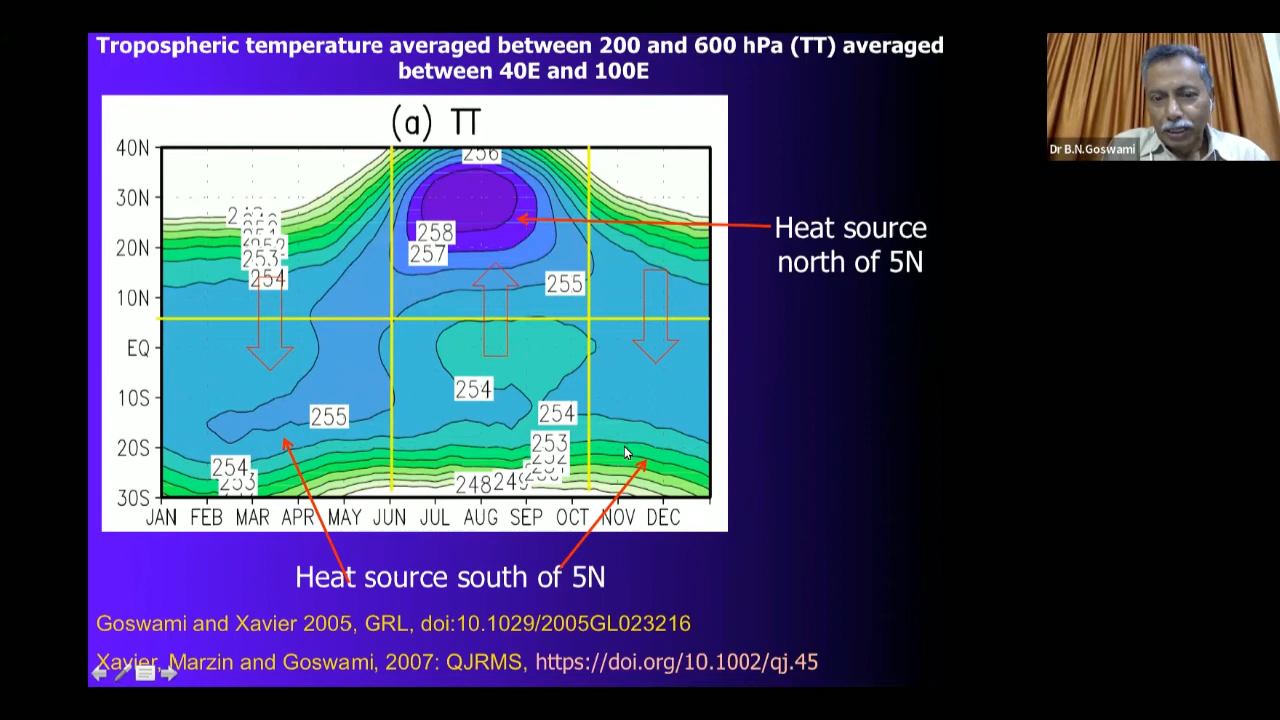 Tropospheric temperature averaged between 200 and 600 hPa (TT) averaged
between 40E and 100E
Dr B.N.Goswami
(a) TT
40N
256
30N
258
20N
257
253
254
10N
255
EQ
254
10S
255
254
20S
253
252
254
253
248
249
30S
JAN FEB MAR APR MAY JUN JUL AUG SEP OCT NOV DEC
Heat source
north of 5N
Heat source south of 5N
Goswami and Xavier 2005, GRL, doi:10.1029/2005GL023216
Xavier, Marzin and Goswami, 2007: QJRMS, https://doi.org/10.1002/qj.45